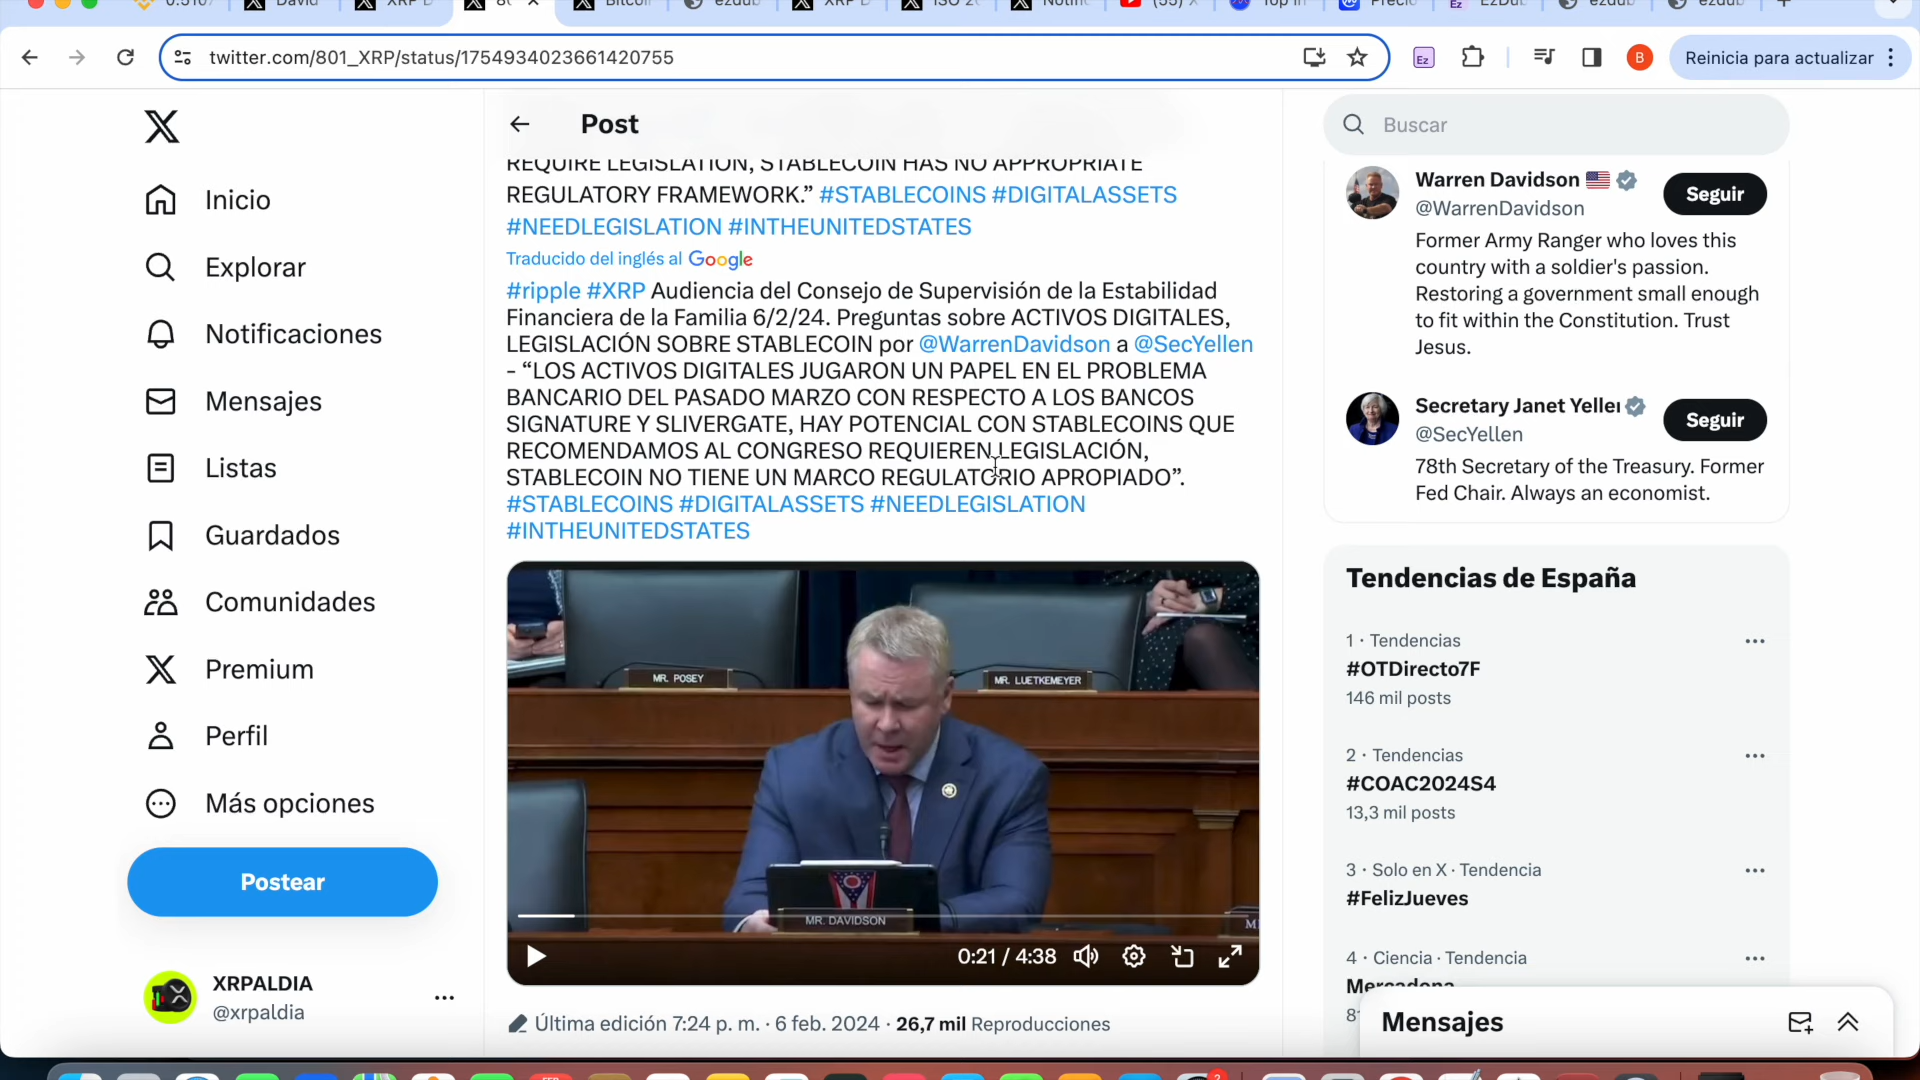 twitter.com/801_XRP/status/1754934023661420755
Ez
B
Reinicia para actualizar
Inicio
Explorar
Notificaciones
Mensajes
Listas
Guardados
Comunidades
Premium
Perfil
Más opciones
Postear
XRPALDIA
@xrpaldia
Post
REQUIRE LEGISLATION, STABLECOIN HAS NO APPROPRIATE
REGULATORY FRAMEWORK.” #STABLECOINS #DIGITALASSETS
#NEEDLEGISLATION #INTHEUNITEDSTATES
Traducido del inglés al Google
#ripple #XRP Audiencia del Consejo de Supervisión de la Estabilidad
Financiera de la Familia 6/2/24. Preguntas sobre ACTIVOS DIGITALES,
LEGISLACIÓN SOBRE STABLECOIN por @WarrenDavidson a @SecYellen
- “LOS ACTIVOS DIGITALES JUGARON UN PAPEL EN EL PROBLEMA
BANCARIO DEL PASADO MARZO CON RESPECTO A LOS BANCOS
SIGNATURE Y SLIVERGATE, HAY POTENCIAL CON STABLECOINS QUE
RECOMENDAMOS AL CONGRESO REQUIEREN LEGISLACIÓN,
STABLECOIN NO TIENE UN MARCO REGULATORIO APROPIADO”.
#STABLECOINS #DIGITALASSETS #NEEDLEGISLATION
#INTHEUNITEDSTATES
MR. POSEY
MR. LUETKEMEYER
MR. DAVIDSON
0:21 / 4:38
Última edición 7:24 p. m. · 6 feb. 2024 · 26,7 mil Reproducciones
Buscar
Warren Davidson
@WarrenDavidson
Seguir
Former Army Ranger who loves this
country with a soldier's passion.
Restoring a government small enough
to fit within the Constitution. Trust
Jesus.
Secretary Janet Yeller
@SecYellen
Seguir
78th Secretary of the Treasury. Former
Fed Chair. Always an economist.
Tendencias de España
1 · Tendencias
#OTDirecto7F
146 mil posts
2 · Tendencias
#COAC2024S4
13,3 mil posts
3 · Solo en X · Tendencia
#FelizJueves
4 · Ciencia · Tendencia
Mercadona
Mensajes